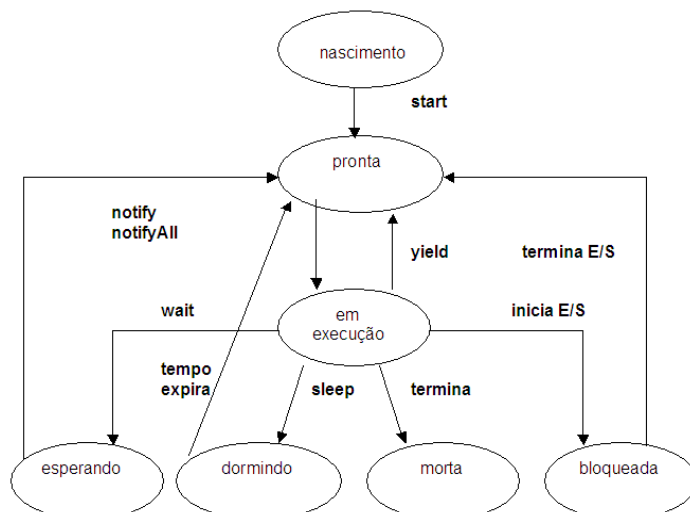 nascimento
start
pronta
notify
notifyAll
yield
termina E/S
wait
em
execução
inicia E/S
tempo
expira
sleep
termina
esperando
dormindo
morta
bloqueada